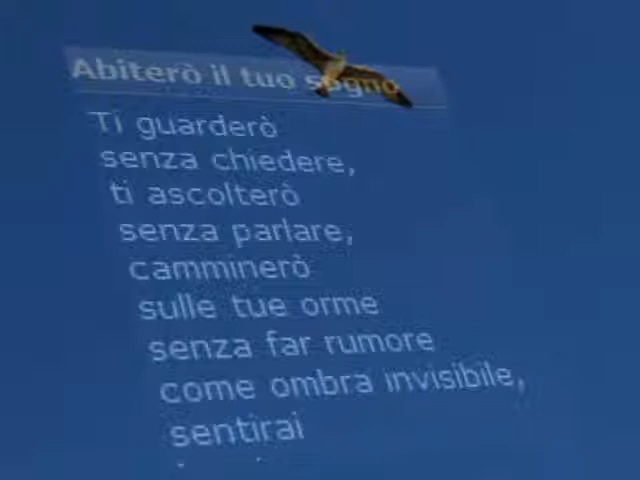 Abiterò il tuo sogno
Ti guarderò
senza chiedere,
ti ascolterò
senza parlare,
camminerò
sulle tue orme
senza far rumore
come ombra invisibile,
sentirai